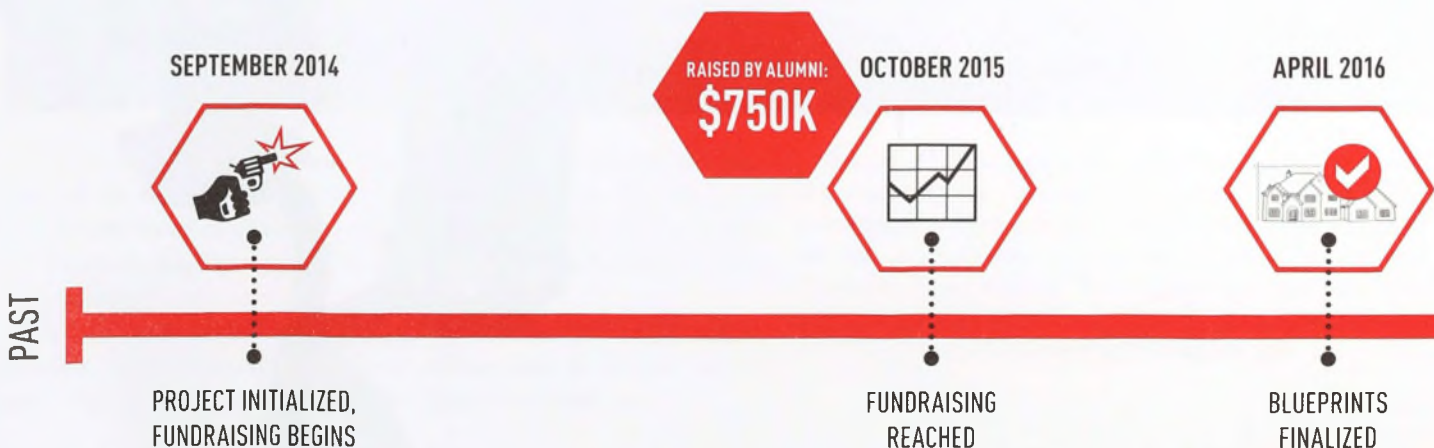 SEPTEMBER 2014
RAISED BY ALUMNI:
$750K
OCTOBER 2015
APRIL 2016
PAST
PROJECT INITIALIZED,
FUNDRAISING BEGINS
FUNDRAISING
REACHED
BLUEPRINTS
FINALIZED